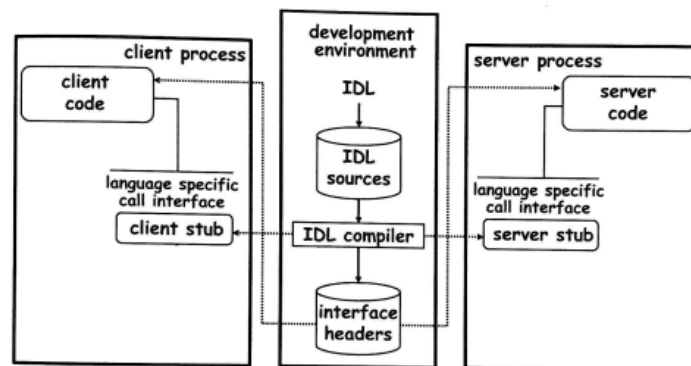 client process
client
code
language specific
call interface
client stub
development
environment
IDL
IDL
sources
IDL compiler
interface
headers
server process
server
code
language specific
call interface
server stub